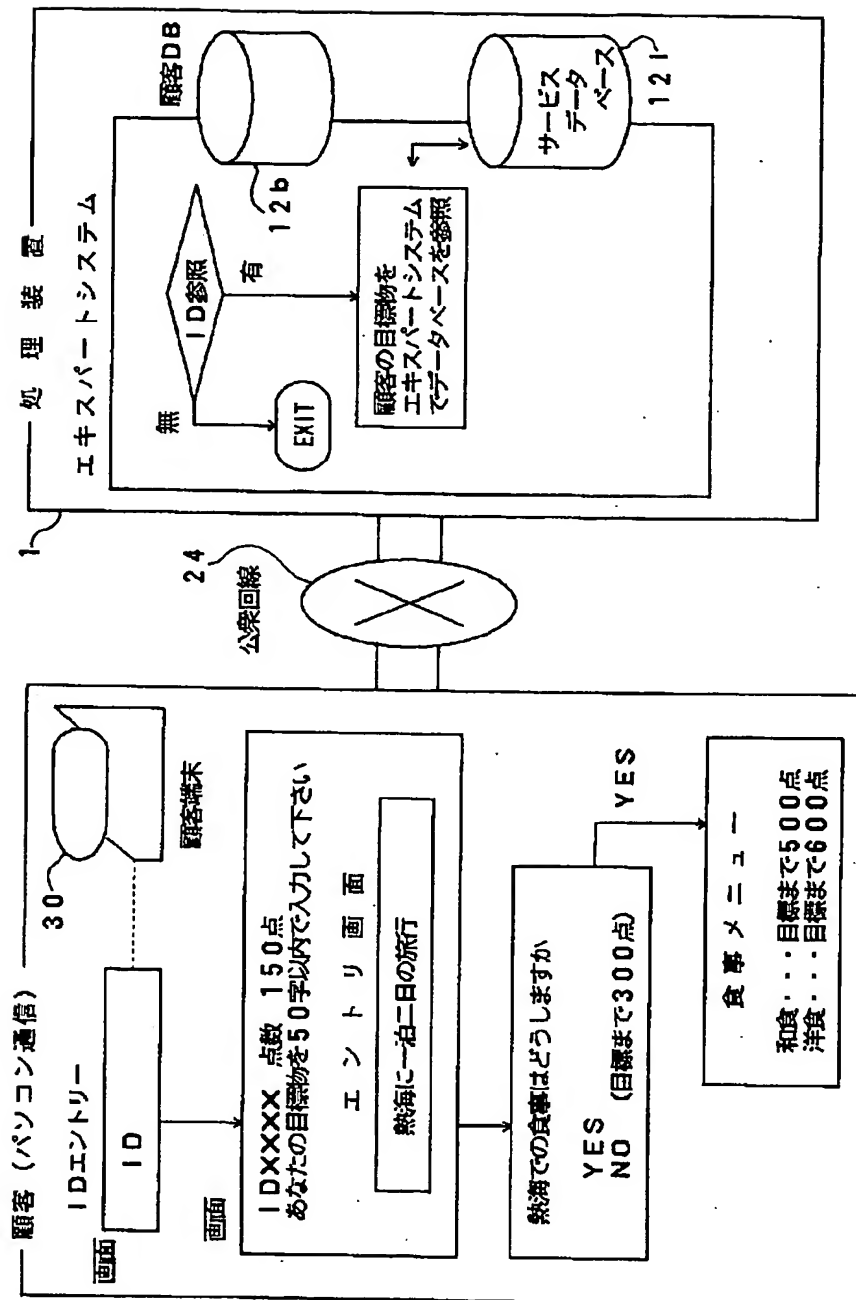 顧客(パソコン通信)
IDエントリー
画面
ID
30
顧客端末
画面
IDXXXX 点数 150点
あなたの目標物を50字以内で入力して下さい
エントリ画面
熱海に一泊二日の旅行
熱海での食事はどうしますか
YES
NO (目標まで300点)
YES
食事メニュー
和食・・・目標まで500点
洋食・・・目標まで600点
公衆回線
24
1
処理装置
エキスパートシステム
ID参照
無
有
EXIT
顧客の目標物を
エキスパートシステム
でデータベースを参照
顧客DB
12b
サービス
データ
ベース
121